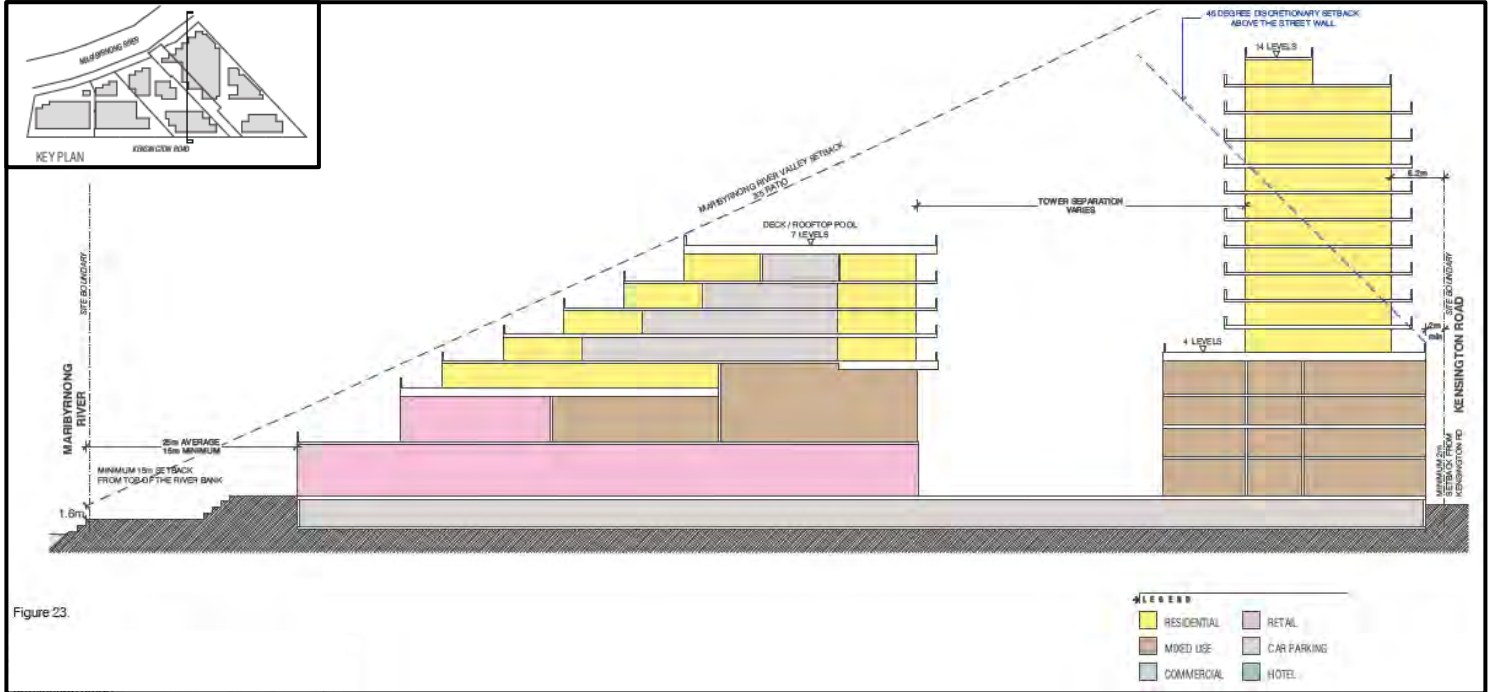 MARIBYRNONG RIVER
KENSINGTON ROAD
KEY PLAN
45 DEGREE DISCRETIONARY SETBACK
ABOVE THE STREET WALL
14 LEVELS
MARIBYRNONG RIVER VALLEY SETBACK
3:5 RATIO
DECK / ROOFTOP POOL
7 LEVELS
TOWER SEPARATION
VARIES
6.2m
SITE BOUNDARY
MARIBYRNONG
RIVER
25m AVERAGE
15m MINIMUM
MINIMUM 15m SETBACK
FROM TOP OF THE RIVER BANK
1.6m
4 LEVELS
2m
min
SITE BOUNDARY
KENSINGTON ROAD
MINIMUM 2m
SETBACK FROM
KENSINGTON RD
Figure 23.
LEGEND
RESIDENTIAL
RETAIL
MIXED USE
CAR PARKING
COMMERCIAL
HOTEL